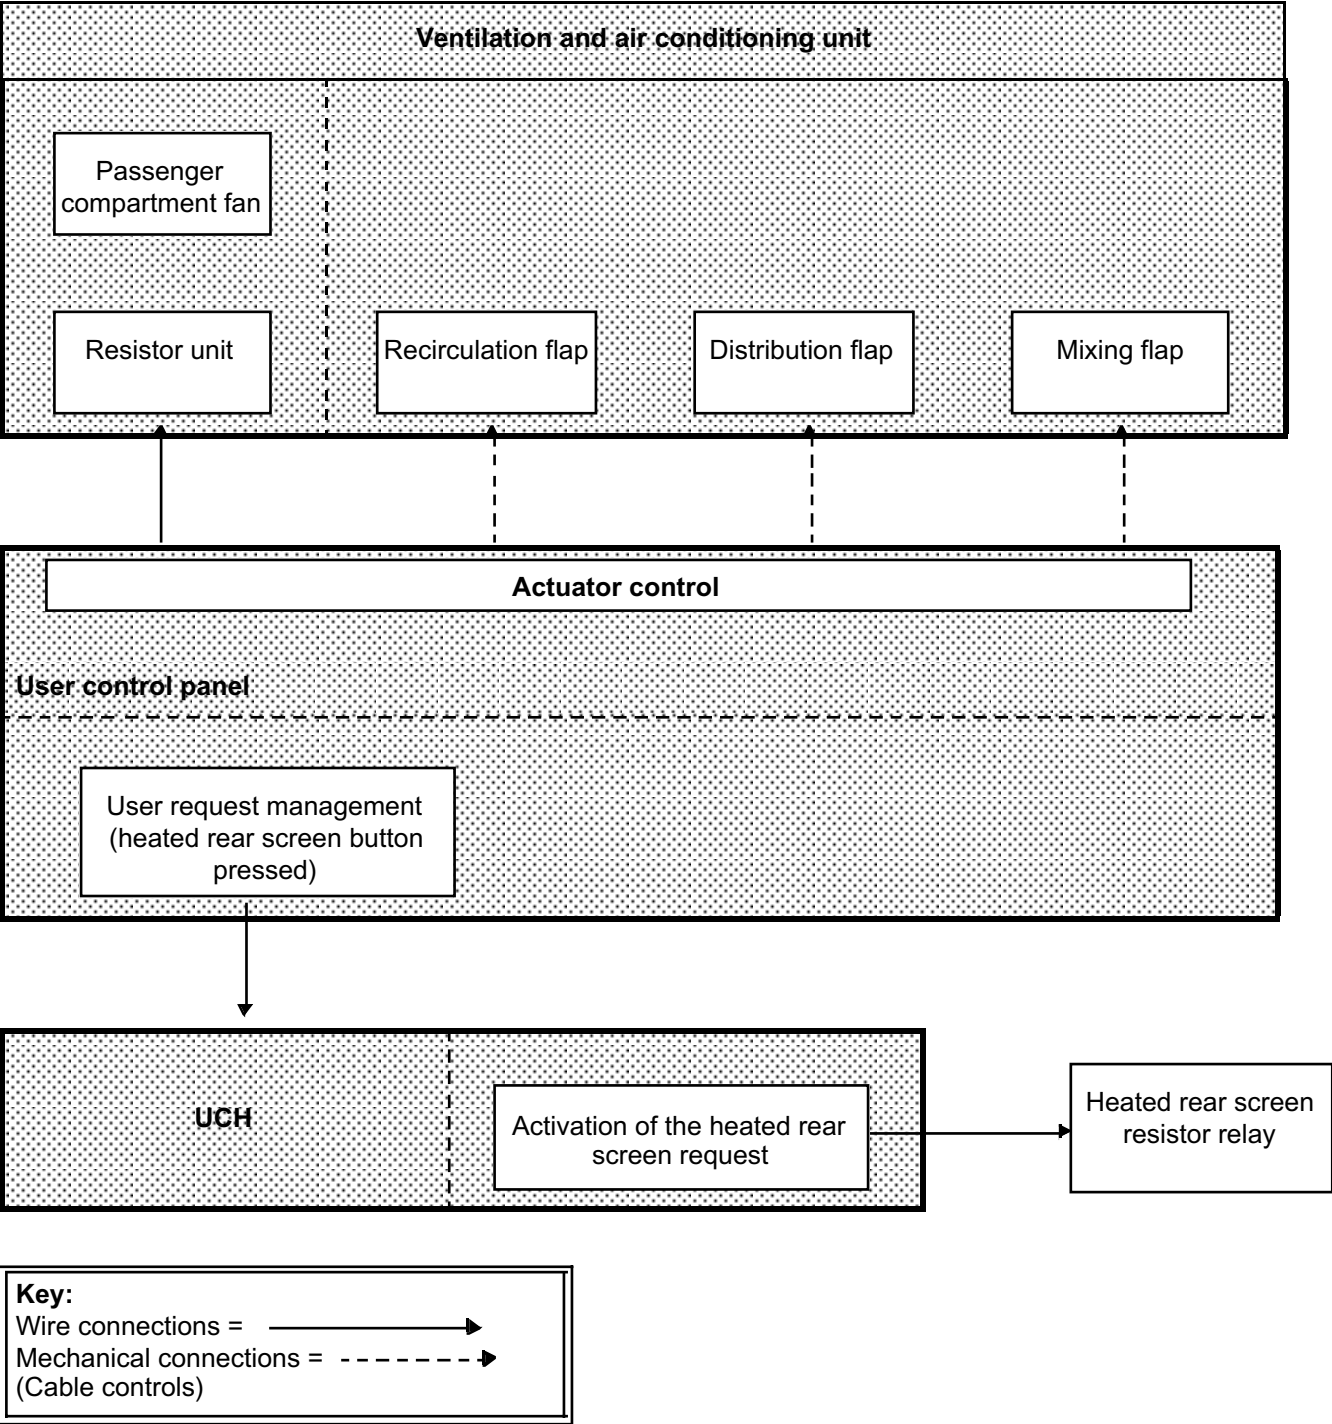 Ventilation and air conditioning unit
Passenger
compartment fan
Resistor unit
Recirculation flap
Distribution flap
Mixing flap
Actuator control
User control panel
User request management
(heated rear screen button
pressed)
UCH
Activation of the heated rear
screen request
Heated rear screen
resistor relay
Key:
Wire connections =
Mechanical connections =
(Cable controls)